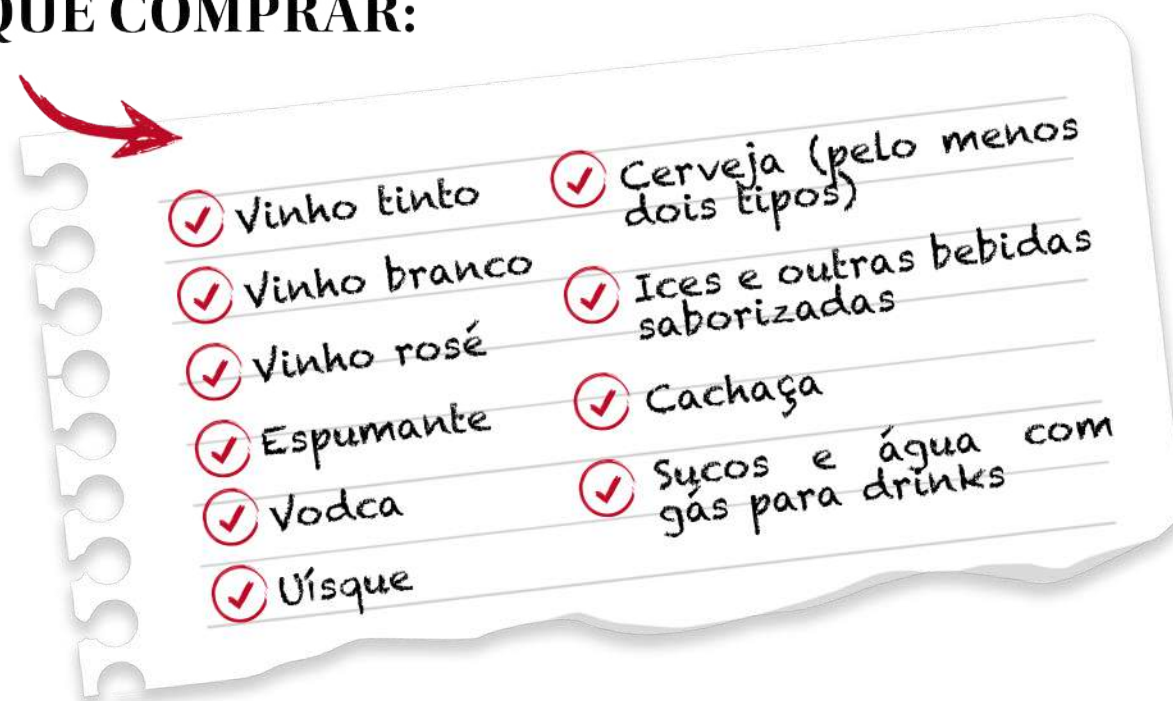 QUE COMPRAR:
Vinho tinto
Vinho branco
Vinho rosé
Espumante
Vodca
Uísque
Cerveja (pelo menos
dois tipos)
Ices e outras bebidas
saborizadas
Cachaça
Sucos e água com
gás para drinks